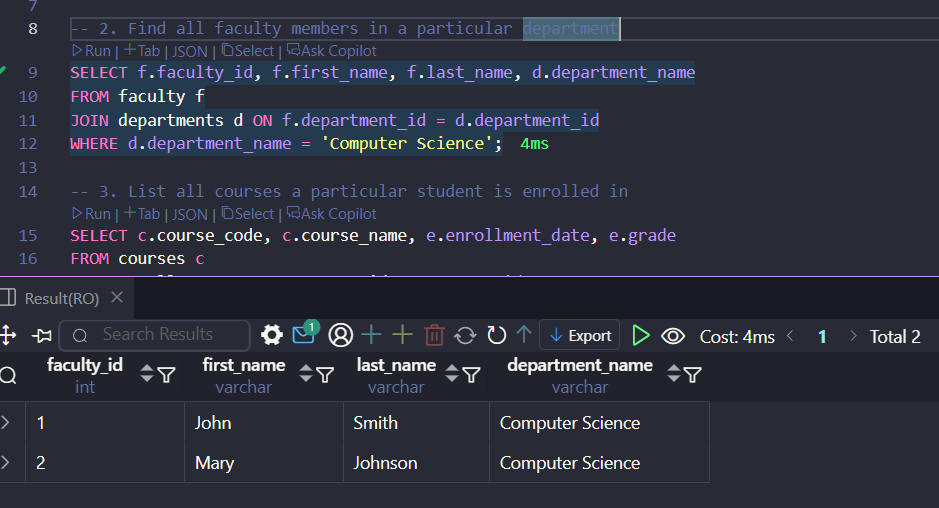 7
8 -- 2. Find all faculty members in a particular department
Run | +Tab | JSON | Select | Ask Copilot
9 SELECT f.faculty_id, f.first_name, f.last_name, d.department_name
10 FROM faculty f
11 JOIN departments d ON f.department_id = d.department_id
12 WHERE d.department_name = 'Computer Science'; 4ms
13
14 -- 3. List all courses a particular student is enrolled in
Run | +Tab | JSON | Select | Ask Copilot
15 SELECT c.course_code, c.course_name, e.enrollment_date, e.grade
16 FROM courses c
Result(RO)
Search Results 1 Export Cost: 4ms < 1 > Total 2
faculty_id first_name last_name department_name
int varchar varchar varchar
1 John Smith Computer Science
2 Mary Johnson Computer Science